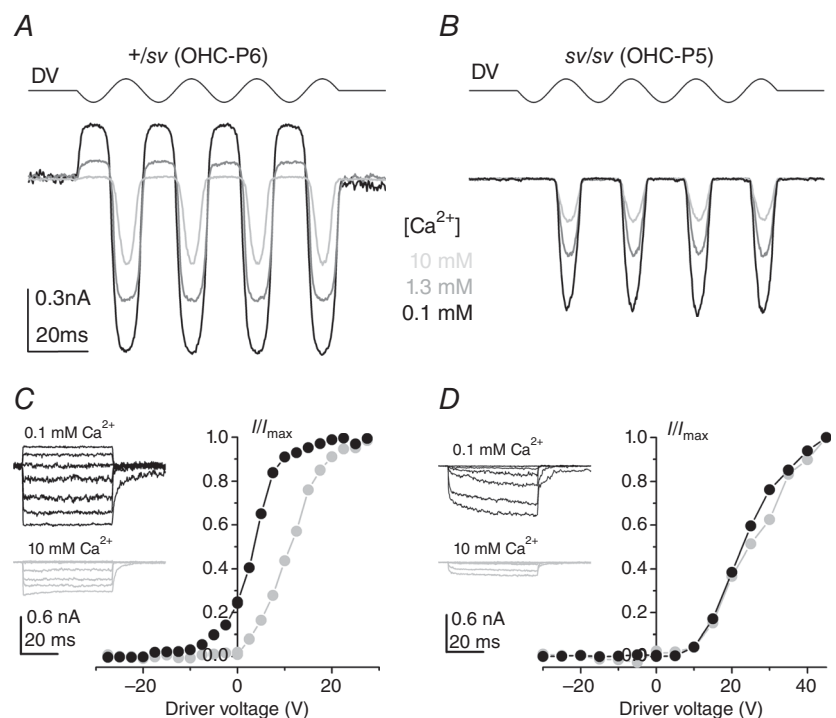 A
+/sv (OHC-P6)
DV
0.3nA
20ms
B
sv/sv (OHC-P5)
DV
[Ca²⁺]
10 mM
1.3 mM
0.1 mM
C
0.1 mM Ca²⁺
10 mM Ca²⁺
0.6 nA
20 ms
I/Imax
1.0
0.8
0.6
0.4
0.2
0.0
−20
0
20
Driver voltage (V)
D
0.1 mM Ca²⁺
10 mM Ca²⁺
0.6 nA
20 ms
I/Imax
1.0
0.8
0.6
0.4
0.2
0.0
−20
0
20
40
Driver voltage (V)